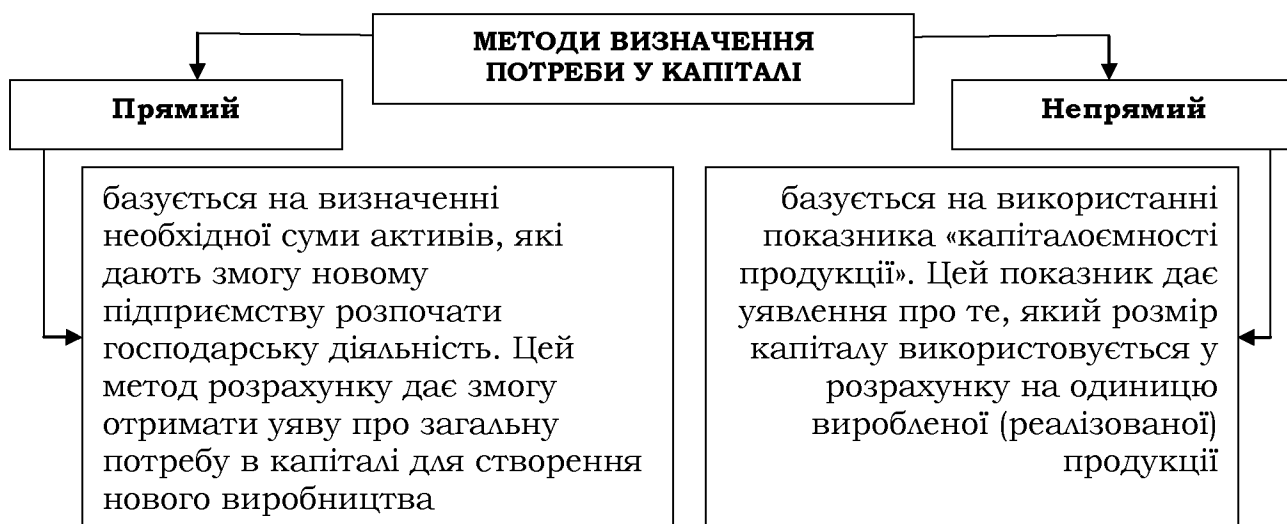 МЕТОДИ ВИЗНАЧЕННЯ
ПОТРЕБИ У КАПІТАЛІ
Прямий
Непрямий
базується на визначенні
необхідної суми активів, які
дають змогу новому
підприємству розпочати
господарську діяльність. Цей
метод розрахунку дає змогу
отримати уяву про загальну
потребу в капіталі для створення
нового виробництва
базується на використанні
показника «капіталоємності
продукції». Цей показник дає
уявлення про те, який розмір
капіталу використовується у
розрахунку на одиницю
виробленої (реалізованої)
продукції